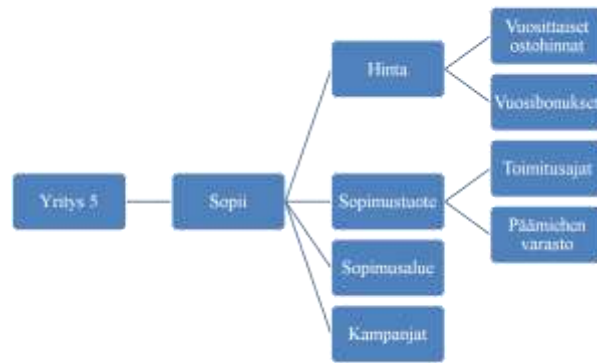 Vuosittaiset
ostohinnat
Hinta
Vuosibonukset
Yritys 5
Sopii
Sopimustuote
Toimitusajat
Päämiehen
varasto
Sopimusalue
Kampanjat